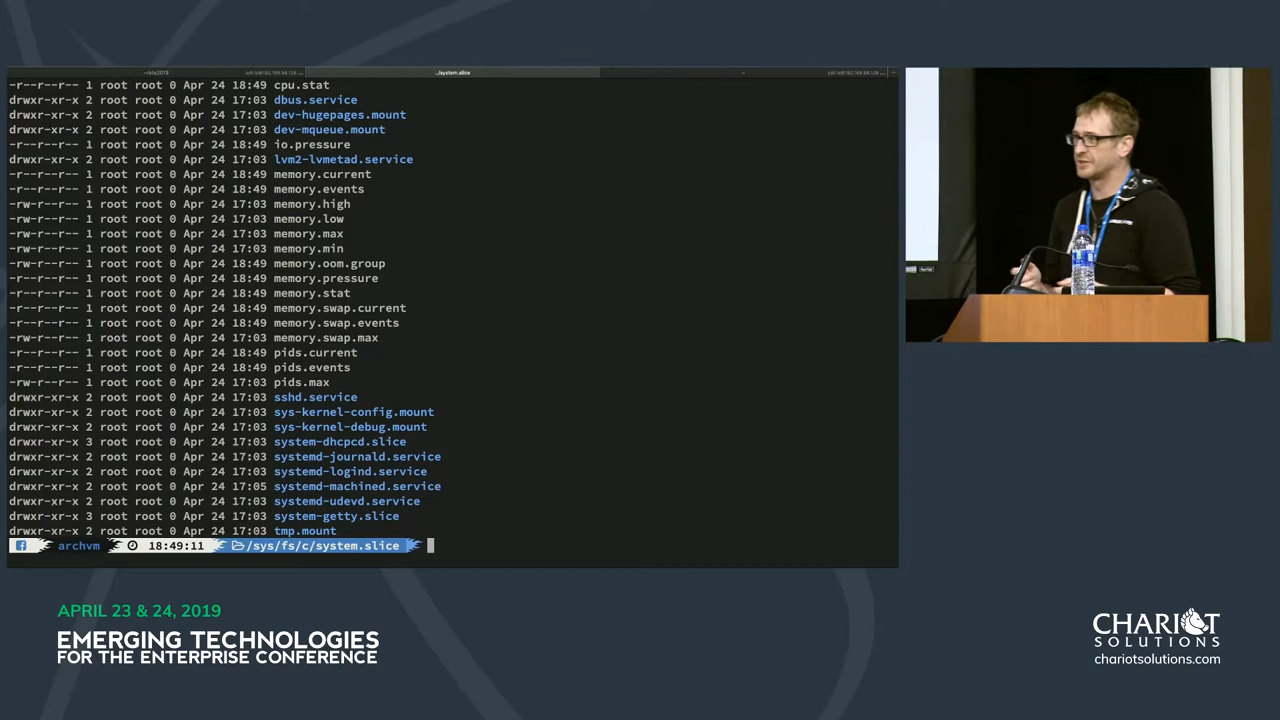 ~/ete2019
../system.slice
-r--r--r-- 1 root root 0 Apr 24 18:49 cpu.stat
drwxr-xr-x 2 root root 0 Apr 24 17:03 dbus.service
drwxr-xr-x 2 root root 0 Apr 24 17:03 dev-hugepages.mount
drwxr-xr-x 2 root root 0 Apr 24 17:03 dev-mqueue.mount
-r--r--r-- 1 root root 0 Apr 24 18:49 io.pressure
drwxr-xr-x 2 root root 0 Apr 24 17:03 lvm2-lvmetad.service
-r--r--r-- 1 root root 0 Apr 24 18:49 memory.current
-r--r--r-- 1 root root 0 Apr 24 18:49 memory.events
-rw-r--r-- 1 root root 0 Apr 24 17:03 memory.high
-rw-r--r-- 1 root root 0 Apr 24 17:03 memory.low
-rw-r--r-- 1 root root 0 Apr 24 17:03 memory.max
-rw-r--r-- 1 root root 0 Apr 24 17:03 memory.min
-rw-r--r-- 1 root root 0 Apr 24 18:49 memory.oom.group
-r--r--r-- 1 root root 0 Apr 24 18:49 memory.pressure
-r--r--r-- 1 root root 0 Apr 24 18:49 memory.stat
-r--r--r-- 1 root root 0 Apr 24 18:49 memory.swap.current
-r--r--r-- 1 root root 0 Apr 24 18:49 memory.swap.events
-rw-r--r-- 1 root root 0 Apr 24 17:03 memory.swap.max
-r--r--r-- 1 root root 0 Apr 24 18:49 pids.current
-r--r--r-- 1 root root 0 Apr 24 18:49 pids.events
-rw-r--r-- 1 root root 0 Apr 24 17:03 pids.max
drwxr-xr-x 2 root root 0 Apr 24 17:03 sshd.service
drwxr-xr-x 2 root root 0 Apr 24 17:03 sys-kernel-config.mount
drwxr-xr-x 2 root root 0 Apr 24 17:03 sys-kernel-debug.mount
drwxr-xr-x 3 root root 0 Apr 24 17:03 system-dhcpcd.slice
drwxr-xr-x 2 root root 0 Apr 24 17:03 systemd-journald.service
drwxr-xr-x 2 root root 0 Apr 24 17:03 systemd-logind.service
drwxr-xr-x 2 root root 0 Apr 24 17:05 systemd-machined.service
drwxr-xr-x 2 root root 0 Apr 24 17:03 systemd-udevd.service
drwxr-xr-x 3 root root 0 Apr 24 17:03 system-getty.slice
drwxr-xr-x 2 root root 0 Apr 24 17:03 tmp.mount
archvm 18:49:11 /sys/fs/c/system.slice
APRIL 23 & 24, 2019
EMERGING TECHNOLOGIES
FOR THE ENTERPRISE CONFERENCE
CHARIOT
SOLUTIONS
chariotsolutions.com